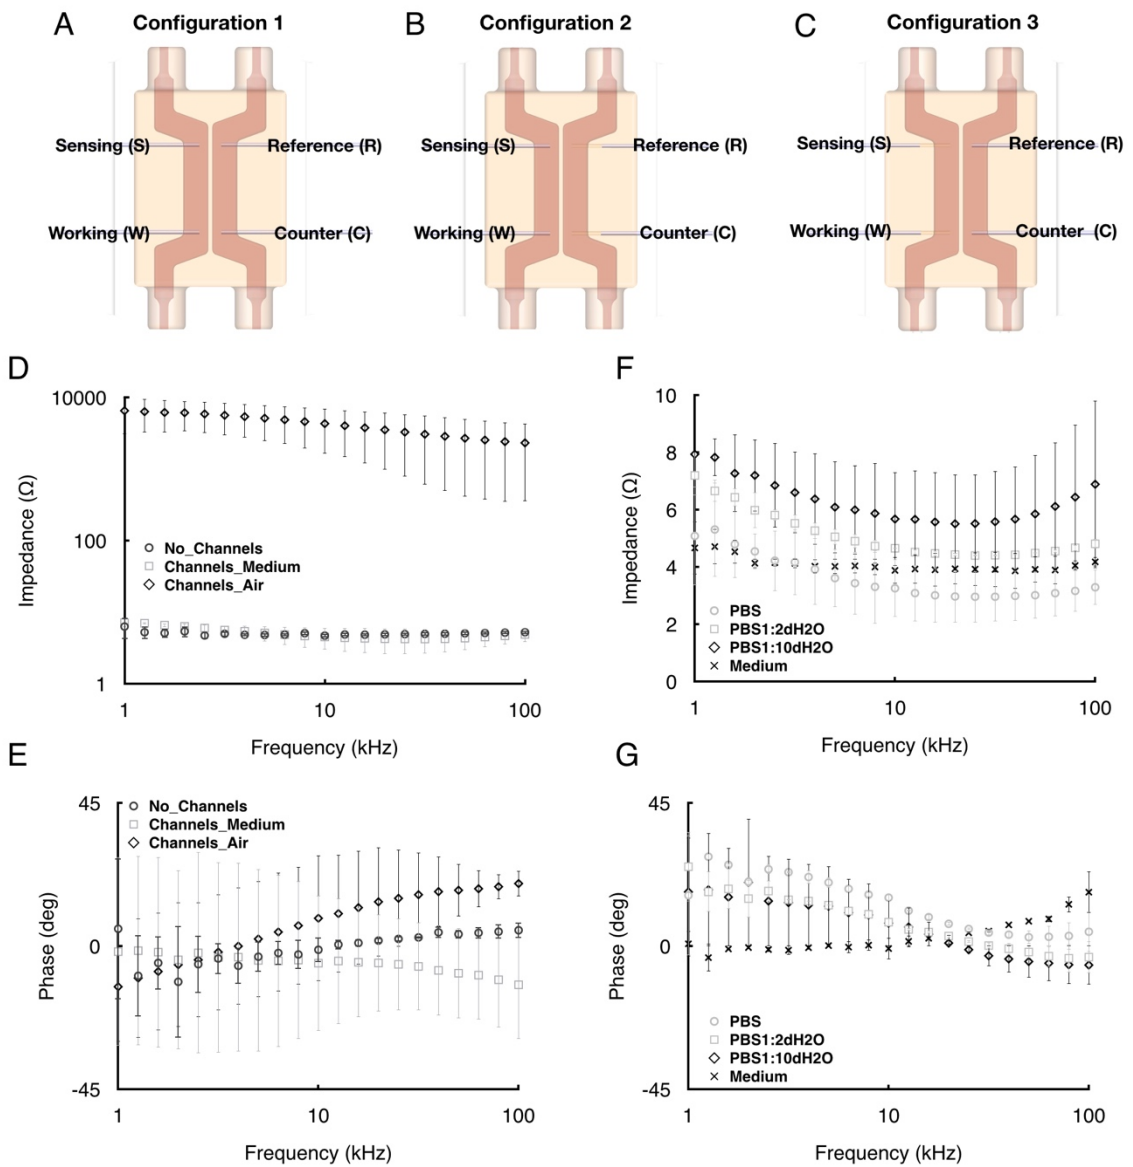 A
Configuration 1
B
Configuration 2
C
Configuration 3
Sensing (S)
Reference (R)
Working (W)
Counter (C)
Sensing (S)
Reference (R)
Working (W)
Counter (C)
Sensing (S)
Reference (R)
Working (W)
Counter (C)
D
10000
100
1
Impedance (Ω)
No_Channels
Channels_Medium
Channels_Air
1
10
100
Frequency (kHz)
F
10
8
6
4
2
0
Impedance (Ω)
PBS
PBS1:2dH2O
PBS1:10dH2O
Medium
1
10
100
Frequency (kHz)
E
45
0
-45
Phase (deg)
No_Channels
Channels_Medium
Channels_Air
1
10
100
Frequency (kHz)
G
45
0
-45
Phase (deg)
PBS
PBS1:2dH2O
PBS1:10dH2O
Medium
1
10
100
Frequency (kHz)